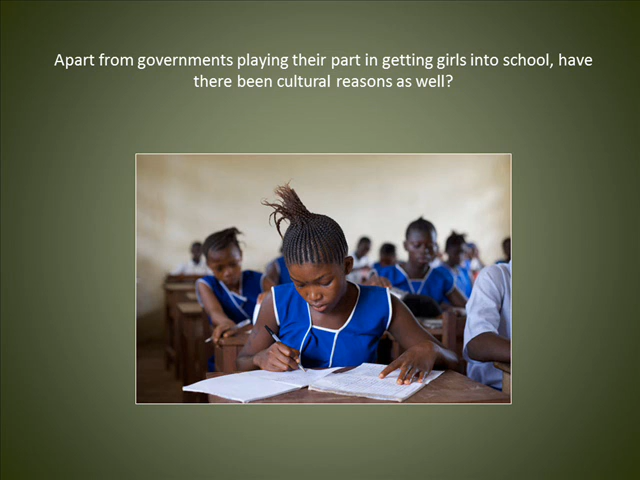 Apart from governments playing their part in getting girls into school, have
there been cultural reasons as well?